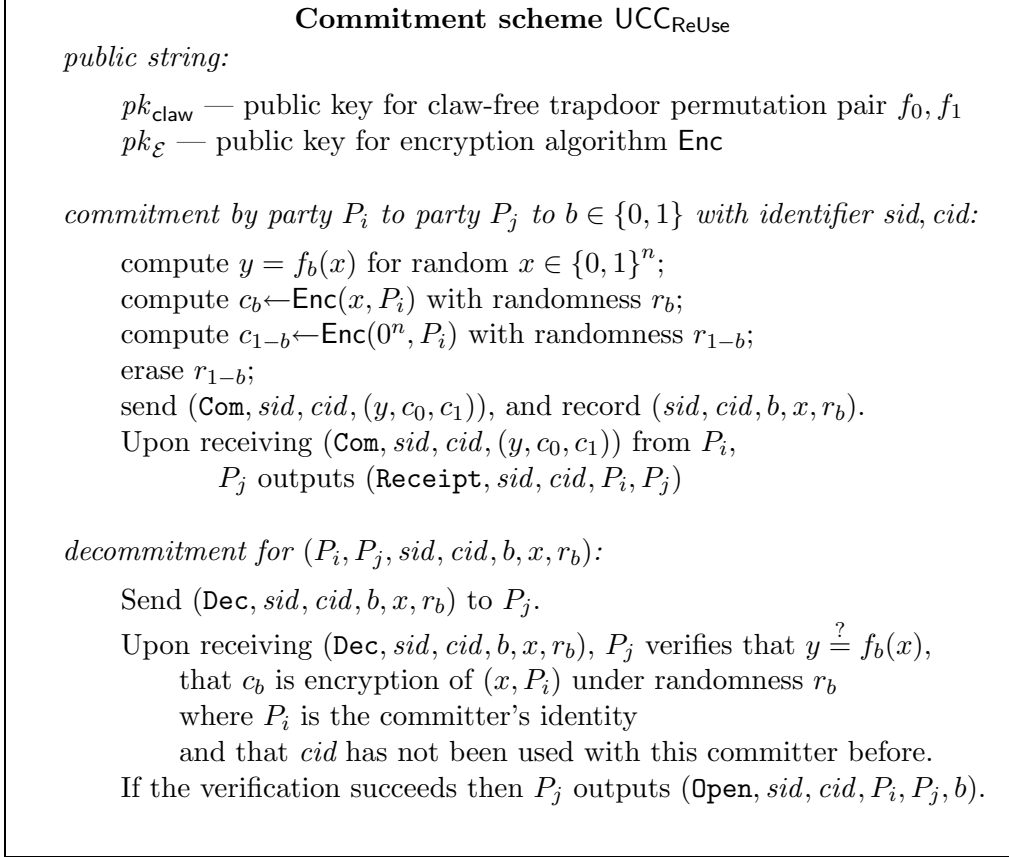 Commitment scheme UCC_ReUse
public string:
pk_claw — public key for claw-free trapdoor permutation pair f_0, f_1
pk_ℰ — public key for encryption algorithm Enc
commitment by party P_i to party P_j to b ∈ {0, 1} with identifier sid, cid:
compute y = f_b(x) for random x ∈ {0, 1}^n;
compute c_b←Enc(x, P_i) with randomness r_b;
compute c_{1−b}←Enc(0^n, P_i) with randomness r_{1−b};
erase r_{1−b};
send (Com, sid, cid, (y, c_0, c_1)), and record (sid, cid, b, x, r_b).
Upon receiving (Com, sid, cid, (y, c_0, c_1)) from P_i,
P_j outputs (Receipt, sid, cid, P_i, P_j)
decommitment for (P_i, P_j, sid, cid, b, x, r_b):
Send (Dec, sid, cid, b, x, r_b) to P_j.
Upon receiving (Dec, sid, cid, b, x, r_b), P_j verifies that y ≟ f_b(x),
that c_b is encryption of (x, P_i) under randomness r_b
where P_i is the committer's identity
and that cid has not been used with this committer before.
If the verification succeeds then P_j outputs (Open, sid, cid, P_i, P_j, b).